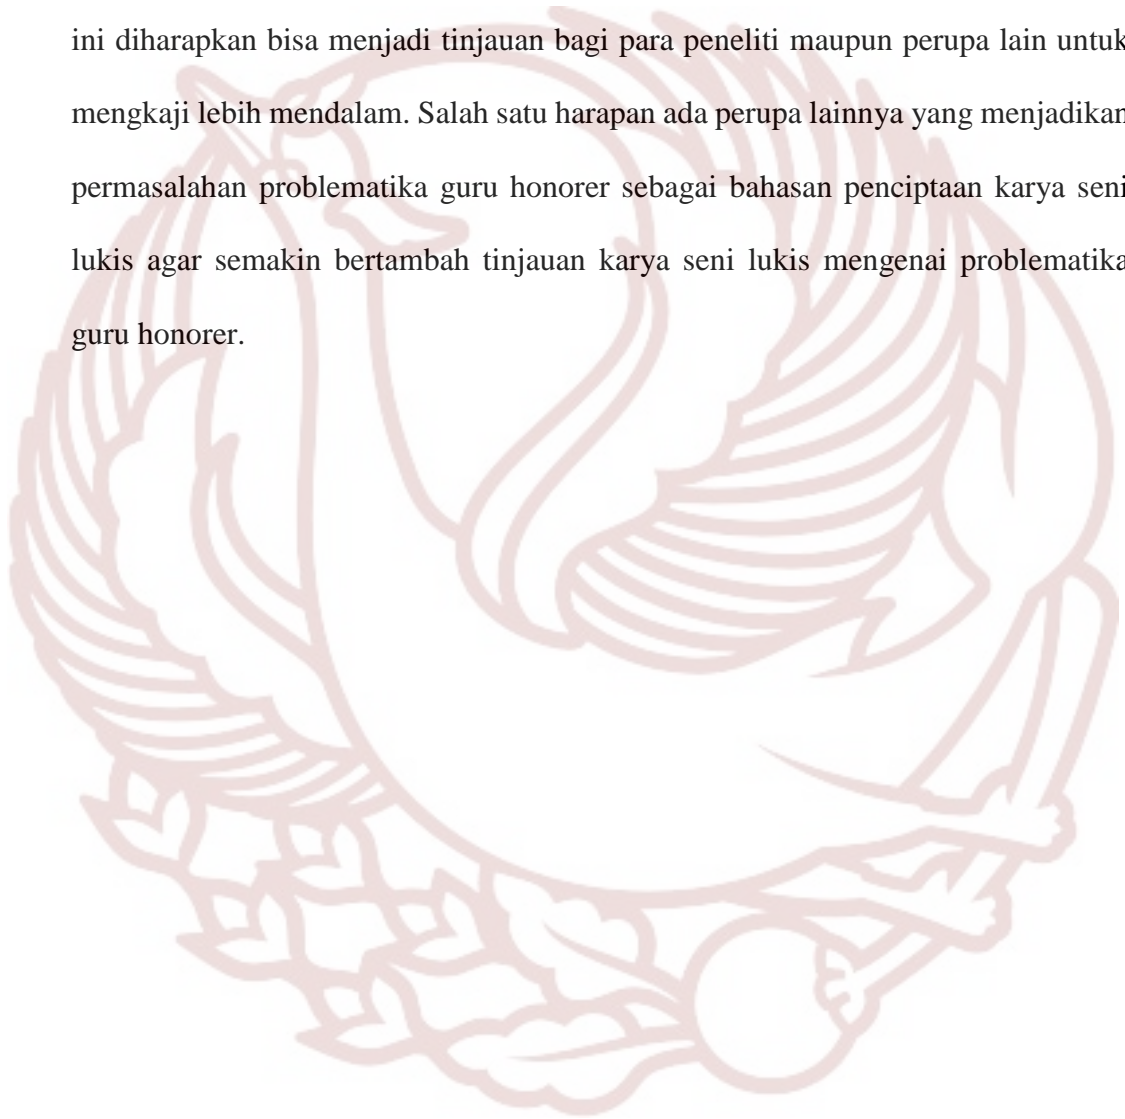 ini diharapkan bisa menjadi tinjauan bagi para peneliti maupun perupa lain untuk
mengkaji lebih mendalam. Salah satu harapan ada perupa lainnya yang menjadikan
permasalahan problematika guru honorer sebagai bahasan penciptaan karya seni
lukis agar semakin bertambah tinjauan karya seni lukis mengenai problematika
guru honorer.